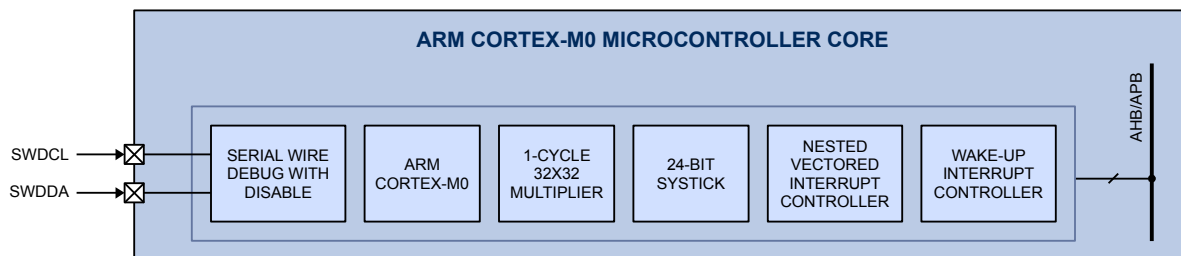 ARM CORTEX-M0 MICROCONTROLLER CORE
AHB/APB
SWDCL
SWDDA
SERIAL WIRE
DEBUG WITH
DISABLE
ARM
CORTEX-M0
1-CYCLE
32X32
MULTIPLIER
24-BIT
SYSTICK
NESTED
VECTORED
INTERRUPT
CONTROLLER
WAKE-UP
INTERRUPT
CONTROLLER